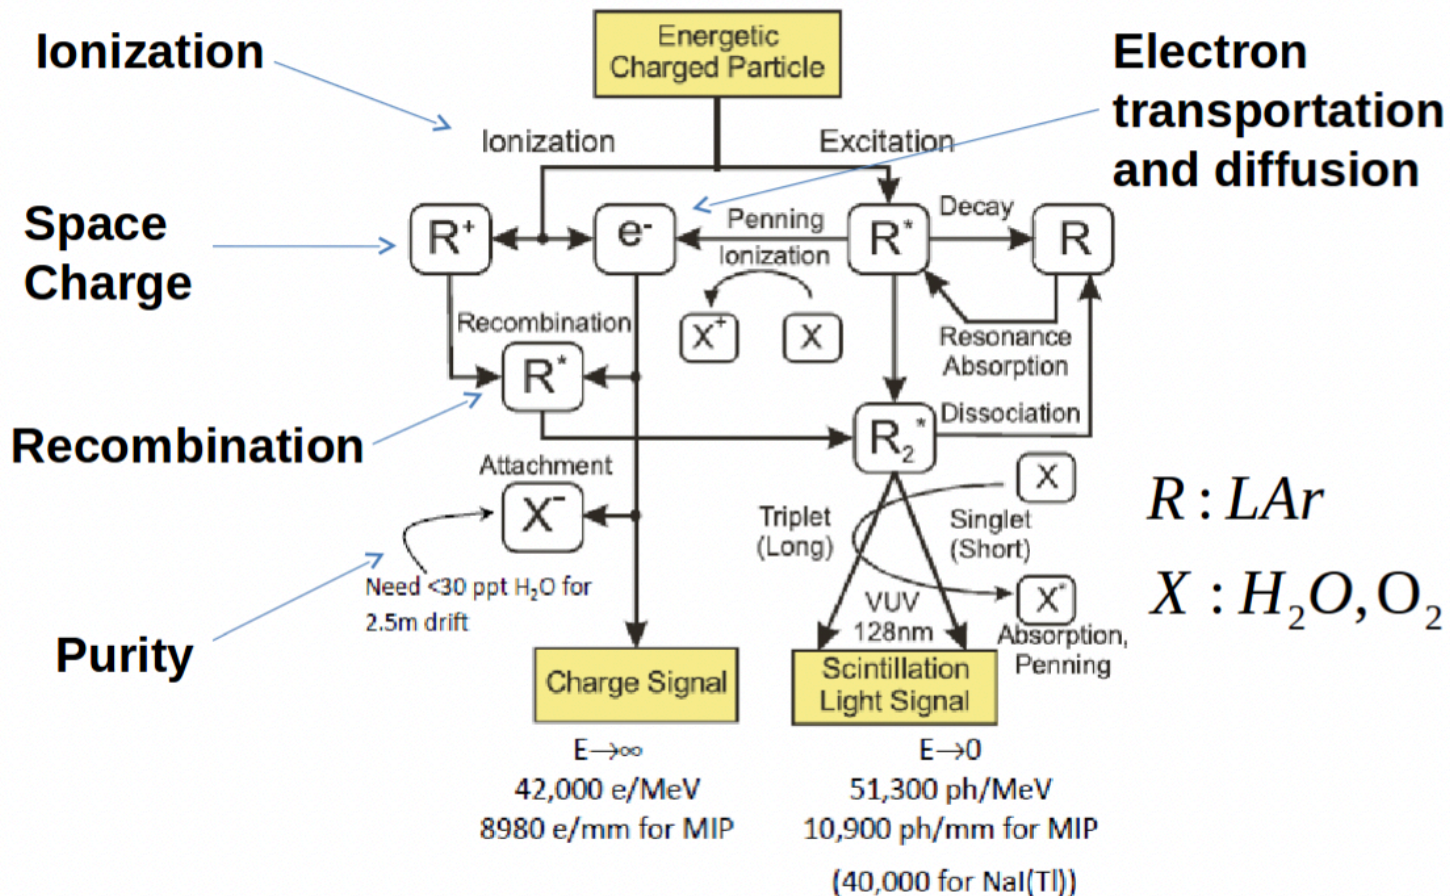 Energetic
Charged Particle
Ionization
Electron
transportation
and diffusion
Ionization
Excitation
Space
Charge
R⁺
e⁻
Penning
Ionization
R*
Decay
R
X⁺
X
Resonance
Absorption
Recombination
R*
Recombination
R₂*
Dissociation
Attachment
X⁻
Need <30 ppt H₂O for
2.5m drift
Purity
Triplet
(Long)
Singlet
(Short)
X
X*
VUV
128nm
Absorption,
Penning
R : LAr
X : H₂O, O₂
Charge Signal
Scintillation
Light Signal
E→∞
42,000 e/MeV
8980 e/mm for MIP
E→0
51,300 ph/MeV
10,900 ph/mm for MIP
(40,000 for NaI(Tl))